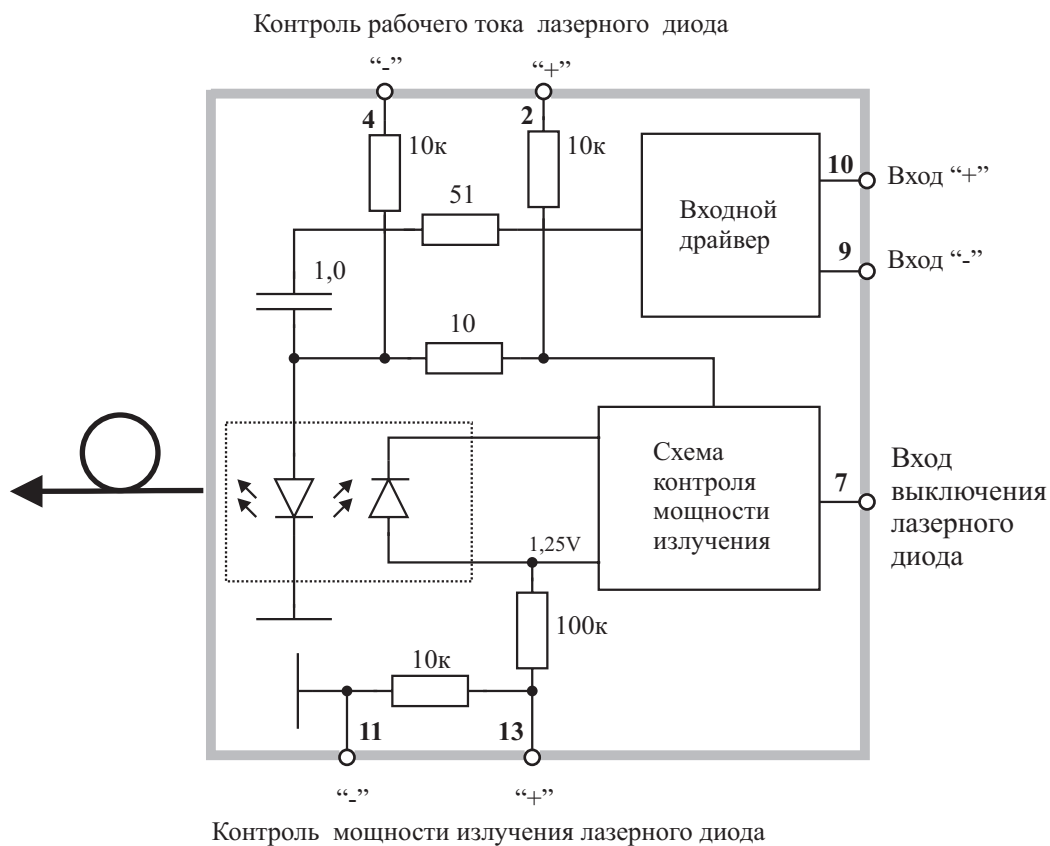 Контроль рабочего тока лазерного диода
“-”
“+”
4
2
10к
10к
10
Вход “+”
51
Входной
драйвер
9
Вход “-”
1,0
10
Схема
контроля
мощности
излучения
7
Вход
выключения
лазерного
диода
1,25V
100к
10к
11
13
“-”
“+”
Контроль мощности излучения лазерного диода